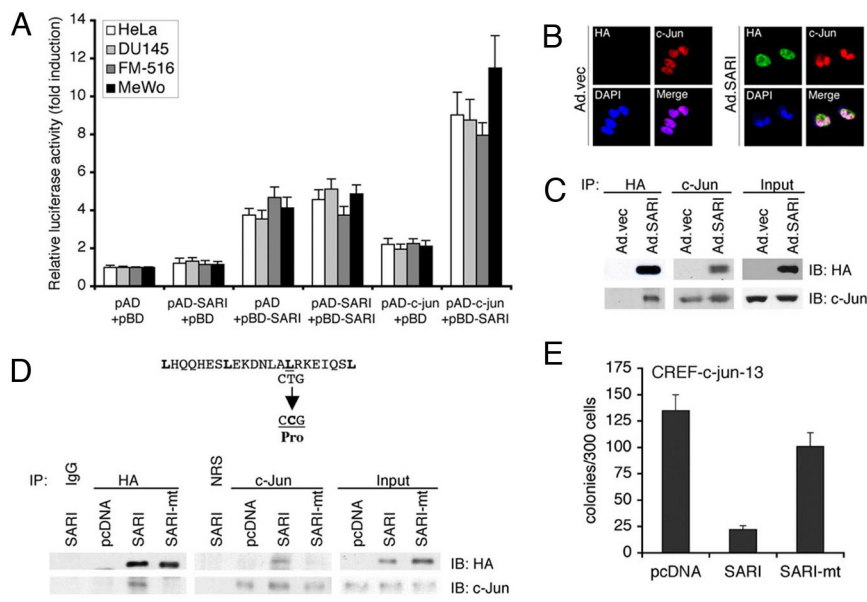 A
Relative luciferase activity (fold induction)
14
12
10
8
6
4
2
0
HeLa
DU145
FM-516
MeWo
pAD +pBD
pAD-SARI +pBD
pAD +pBD-SARI
pAD-SARI +pBD-SARI
pAD-c-jun +pBD
pAD-c-jun +pBD-SARI
B
Ad.vec
HA
c-Jun
DAPI
Merge
Ad.SARI
HA
c-Jun
DAPI
Merge
C
IP: HA c-Jun Input
Ad.vec Ad.SARI Ad.vec Ad.SARI Ad.vec Ad.SARI
IB: HA
IB: c-Jun
D
LHQQHESLEKDNLALRKEIQSL
CTG
CCG
Pro
IP: IgG HA NRS c-Jun Input
SARI pcDNA SARI SARI-mt SARI pcDNA SARI SARI-mt pcDNA SARI SARI-mt
IB: HA
IB: c-Jun
E
CREF-c-jun-13
colonies/300 cells
175
150
125
100
75
50
25
0
pcDNA SARI SARI-mt